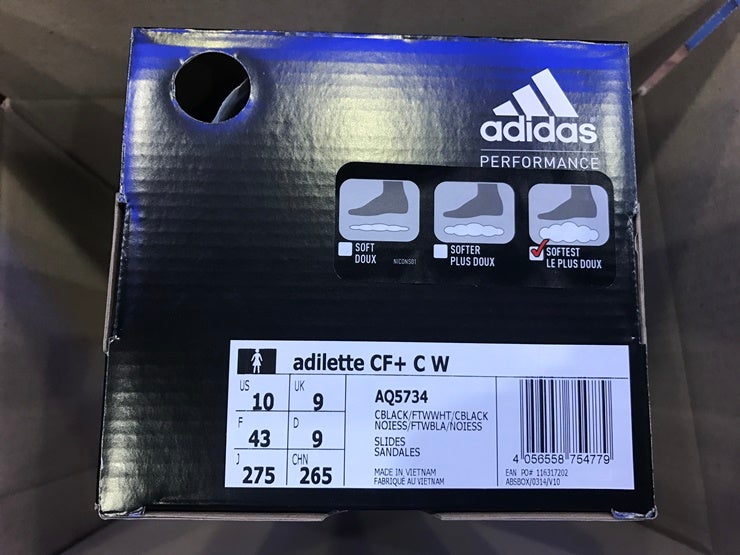 adidas
PERFORMANCE
SOFT
DOUX
NICONS01
SOFTER
PLUS DOUX
SOFTEST
LE PLUS DOUX
adilette CF+ C W
US
10
UK
9
F
43
D
9
J
275
CHN
265
AQ5734
CBLACK/FTWWHT/CBLACK
NOIESS/FTWBLA/NOIESS
SLIDES
SANDALES
MADE IN VIETNAM
FABRIQUÉ AU VIETNAM
4 056558 754779
EAN PO# 116317202
ABSBOX/0314/V10